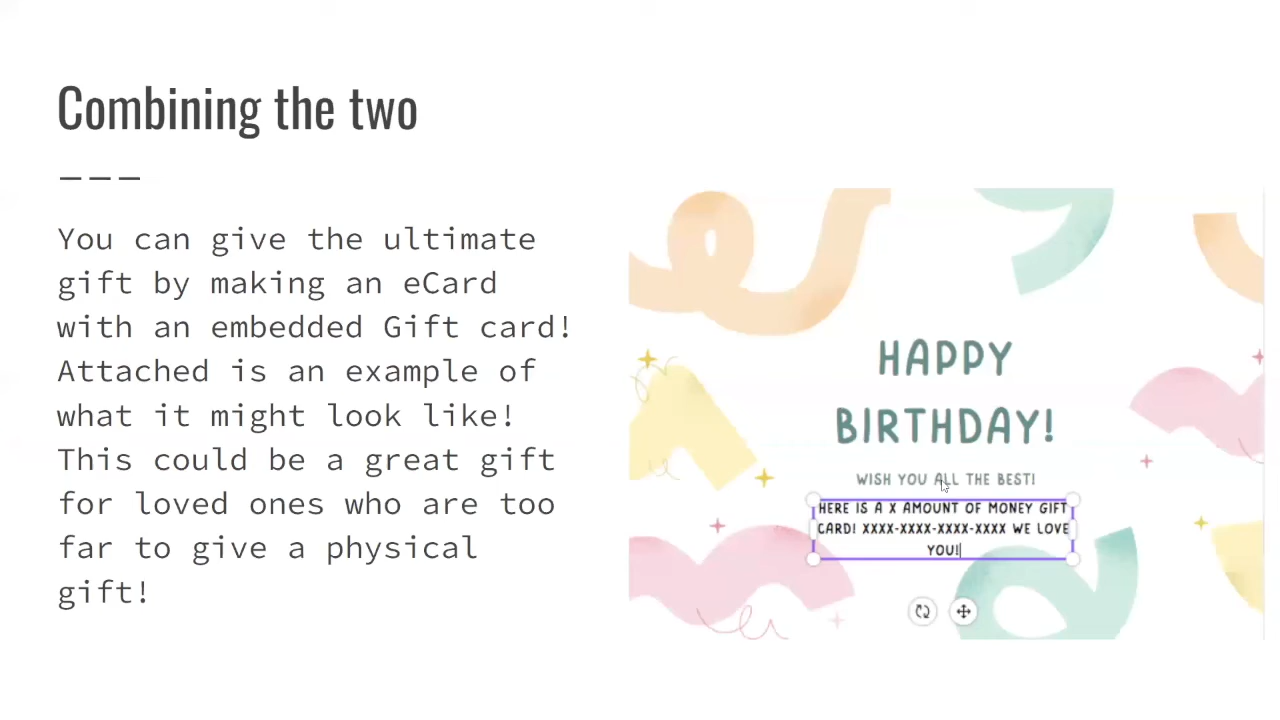 Combining the two
You can give the ultimate
gift by making an eCard
with an embedded Gift card!
Attached is an example of
what it might look like!
This could be a great gift
for loved ones who are too
far to give a physical
gift!
HAPPY
BIRTHDAY!
WISH YOU ALL THE BEST!
HERE IS A X AMOUNT OF MONEY GIFT
CARD! XXXX-XXXX-XXXX-XXXX WE LOVE
YOU!